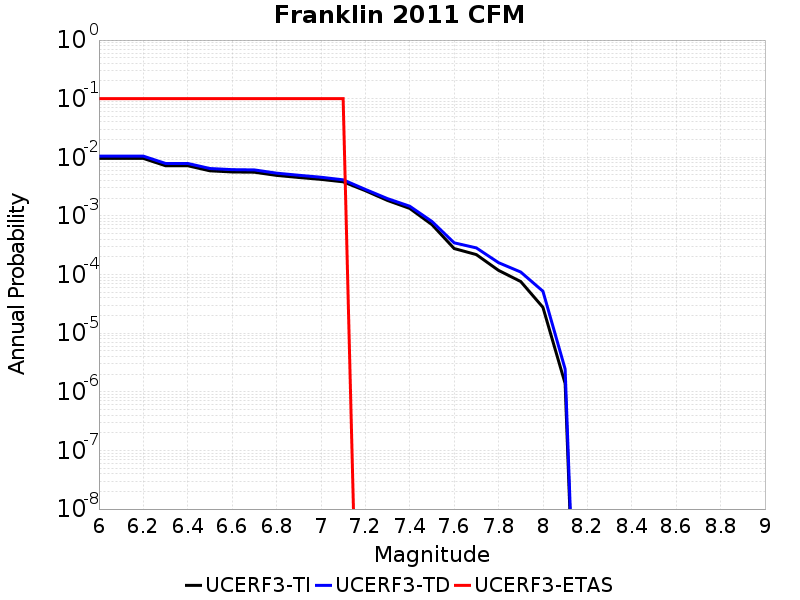 Franklin 2011 CFM
Annual Probability
10^0
10^-1
10^-2
10^-3
10^-4
10^-5
10^-6
10^-7
10^-8
6 6.2 6.4 6.6 6.8 7 7.2 7.4 7.6 7.8 8 8.2 8.4 8.6 8.8 9
Magnitude
UCERF3-TI UCERF3-TD UCERF3-ETAS